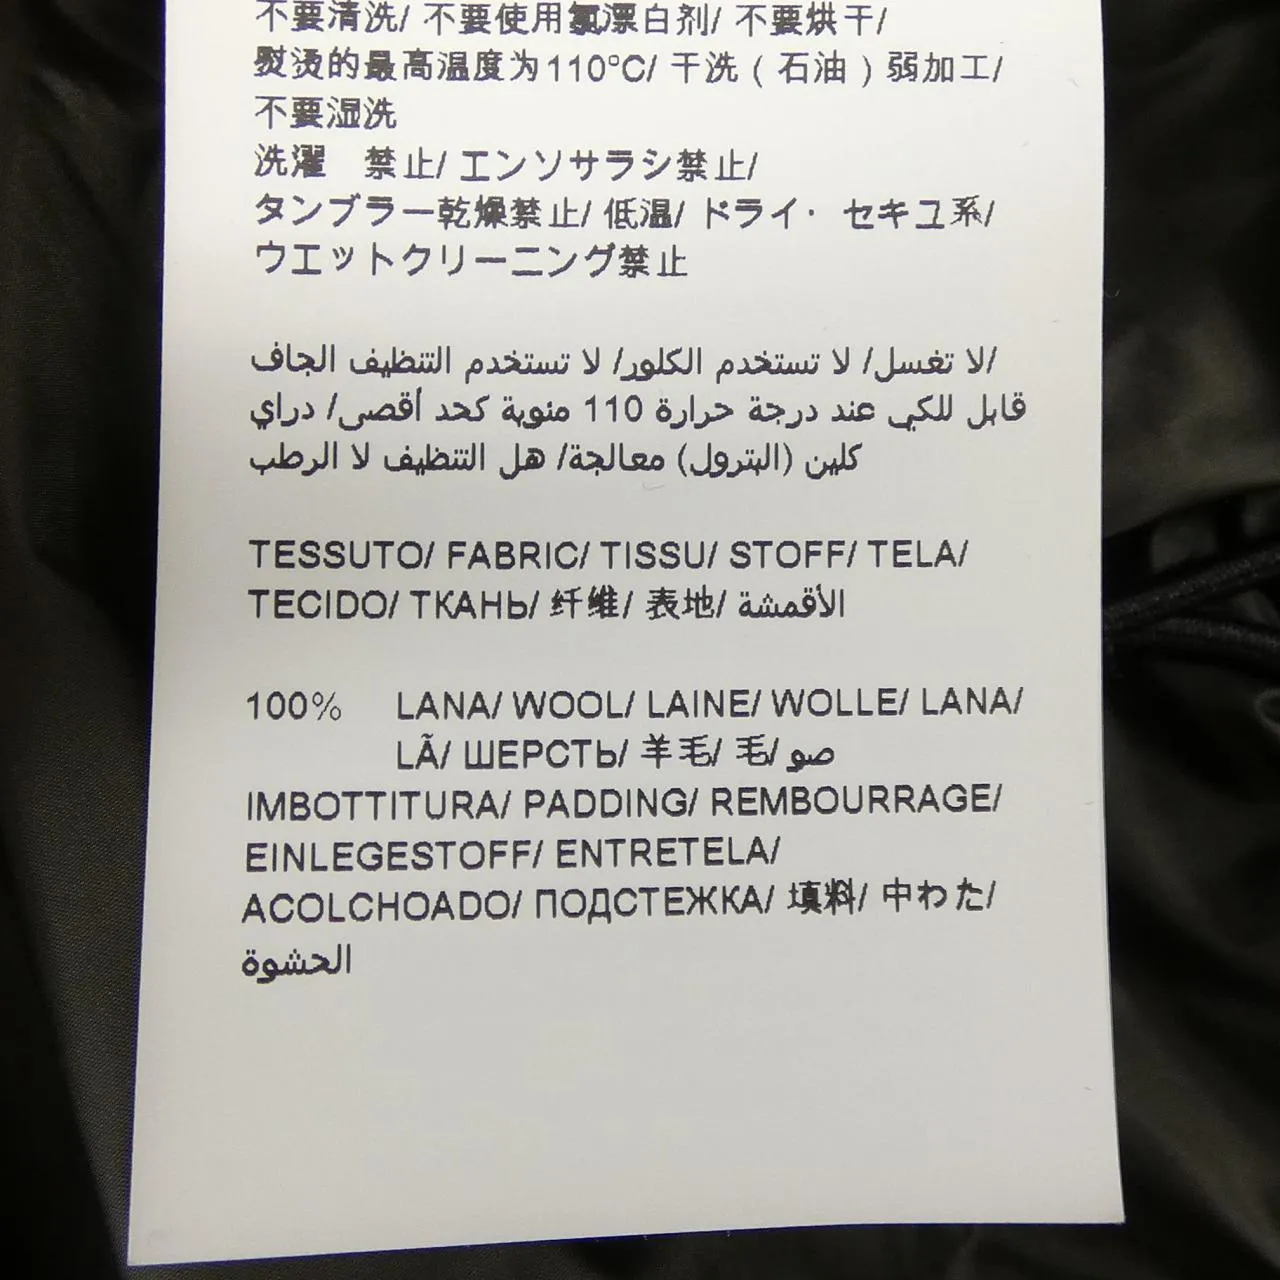 不要清洗/ 不要使用氯漂白剂/ 不要烘干/
熨烫的最高温度为110°C/ 干洗 ( 石油 ) 弱加工/
不要湿洗
洗濯 禁止/ エンソサラシ禁止/
タンブラー乾燥禁止/ 低温/ ドライ・ セキユ系/
ウエットクリーニング禁止
لا تغسل/ لا تستخدم الكلور/ لا تستخدم التنظيف الجاف/
قابل للكي عند درجة حرارة 110 مئوية كحد أقصى/ دراي
كلين (البترول) معالجة/ هل التنظيف لا الرطب
TESSUTO/ FABRIC/ TISSU/ STOFF/ TELA/
TECIDO/ ТКАНЬ/ 纤维/ 表地/ الأقمشة
100% LANA/ WOOL/ LAINE/ WOLLE/ LANA/
LÃ/ ШЕРСТЬ/ 羊毛/ 毛/ صو
IMBOTTITURA/ PADDING/ REMBOURRAGE/
EINLEGESTOFF/ ENTRETELA/
ACOLCHOADO/ ПОДСТЕЖКА/ 填料/ 中わた/
الحشوة